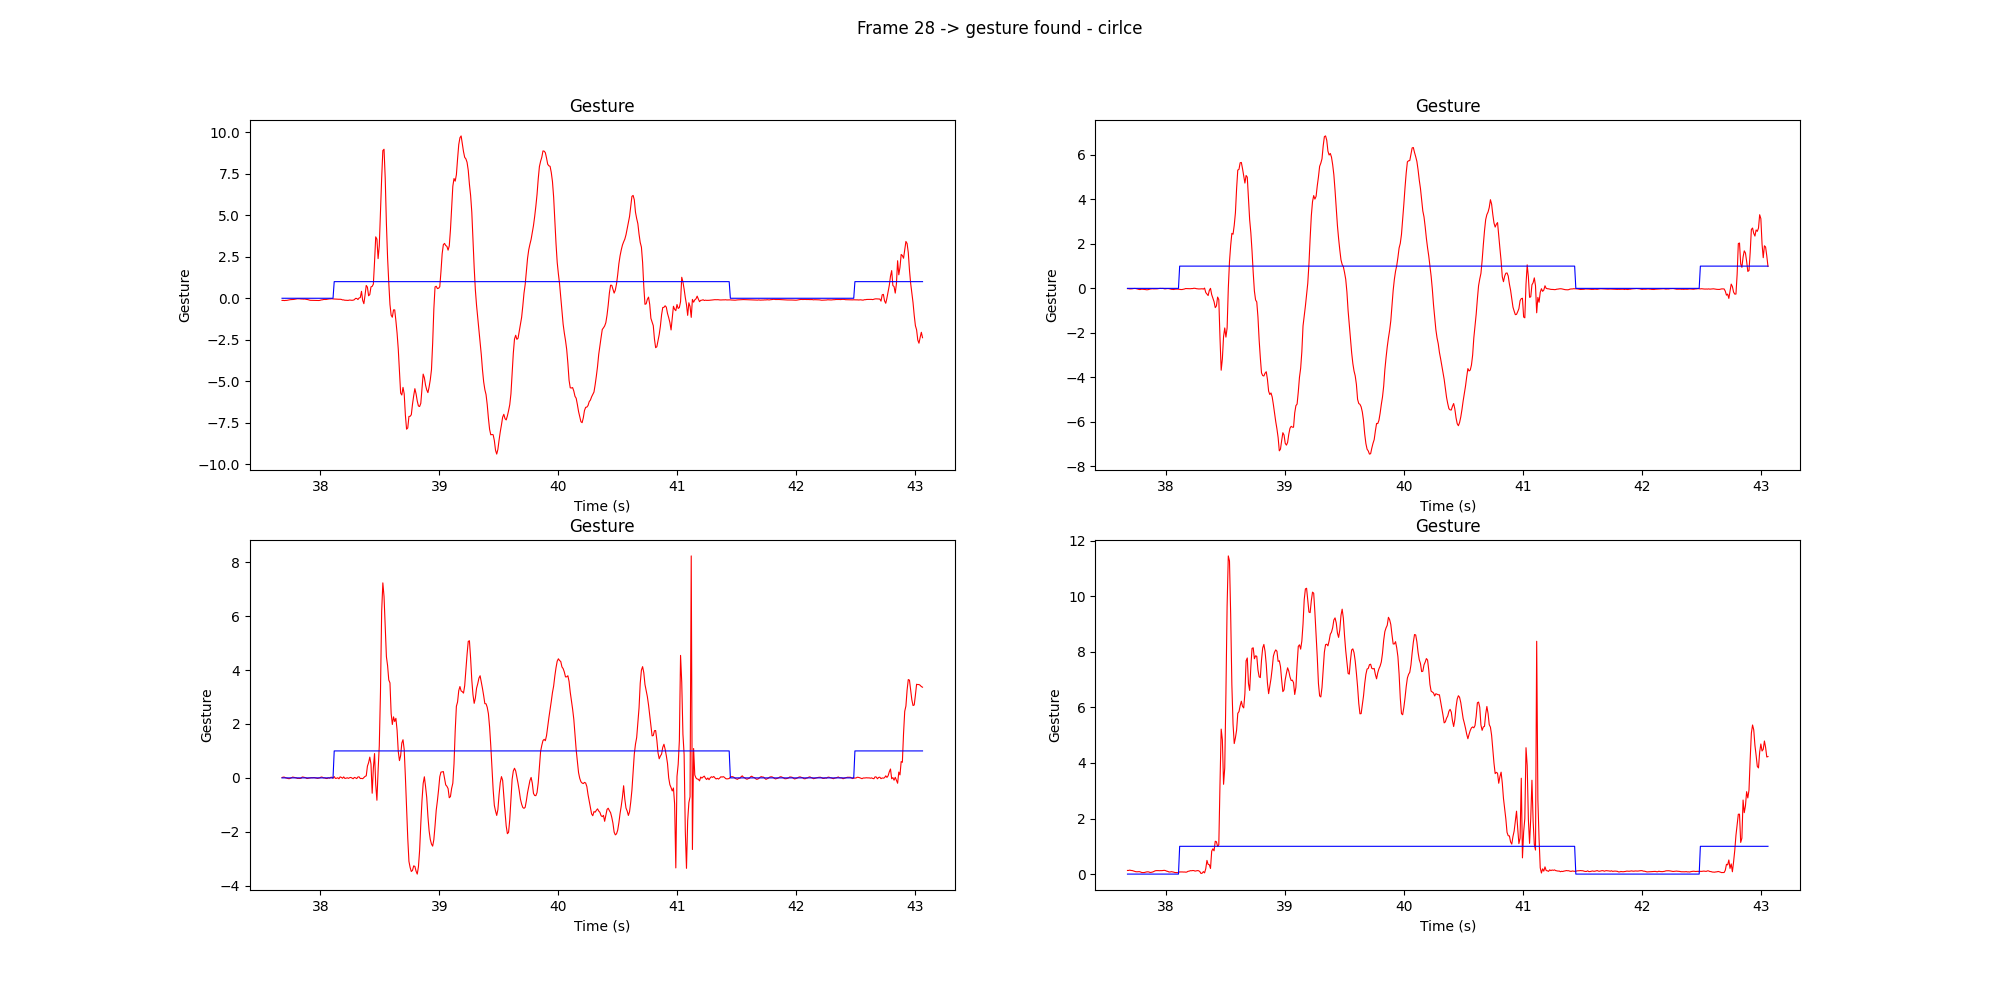 Frame 28 -> gesture found - cirlce
Gesture
Gesture
10.0
7.5
5.0
2.5
0.0
−2.5
−5.0
−7.5
−10.0
Gesture
38 39 40 41 42 43
Time (s)
6
4
2
0
−2
−4
−6
−8
Gesture
38 39 40 41 42 43
Time (s)
Gesture
Gesture
8
6
4
2
0
−2
−4
Gesture
38 39 40 41 42 43
Time (s)
12
10
8
6
4
2
0
Gesture
38 39 40 41 42 43
Time (s)